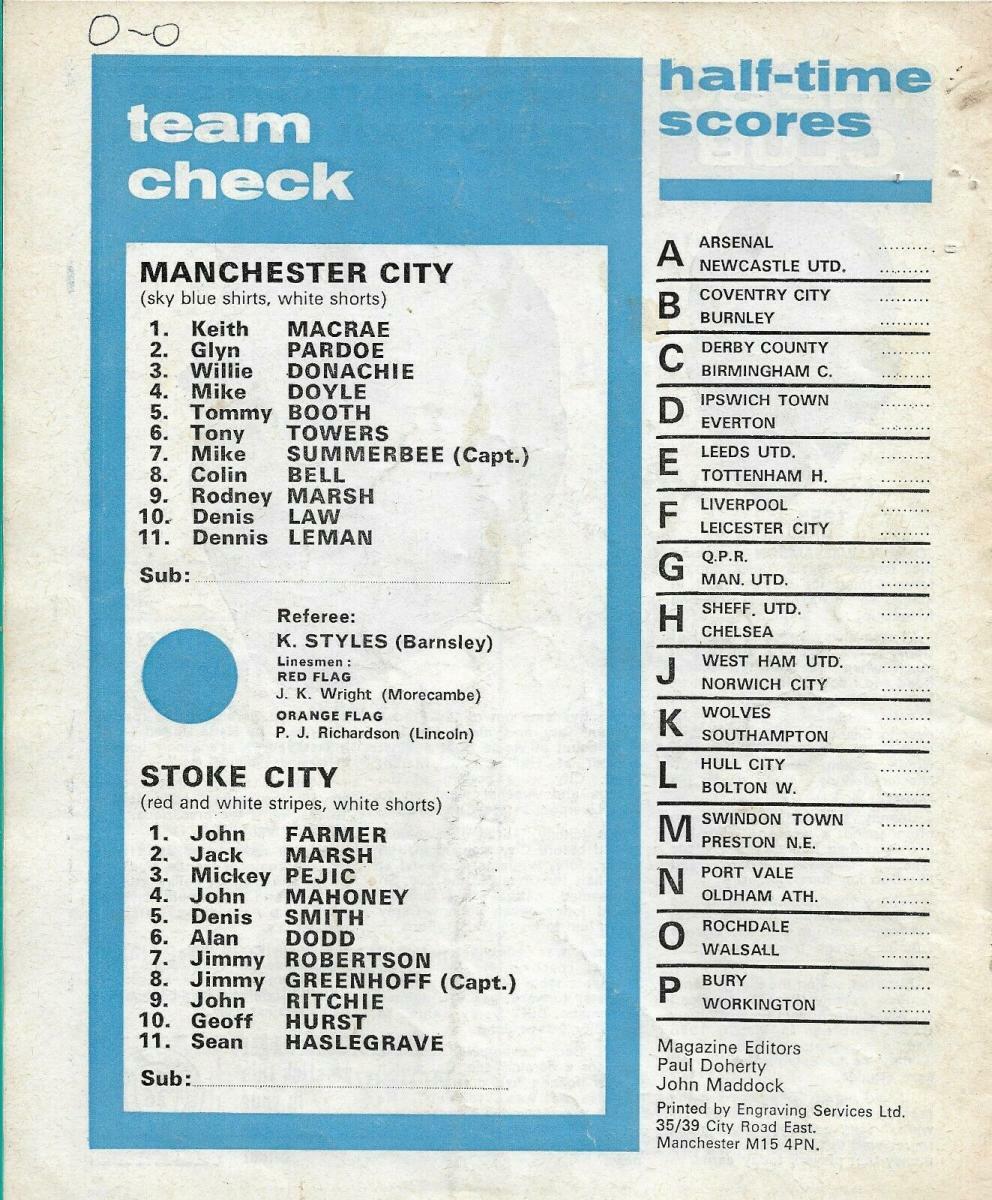 0-0
team
check
MANCHESTER CITY
(sky blue shirts, white shorts)
1. Keith MACRAE
2. Glyn PARDOE
3. Willie DONACHIE
4. Mike DOYLE
5. Tommy BOOTH
6. Tony TOWERS
7. Mike SUMMERBEE (Capt.)
8. Colin BELL
9. Rodney MARSH
10. Denis LAW
11. Dennis LEMAN
Sub:
Referee:
K. STYLES (Barnsley)
Linesmen :
RED FLAG
J. K. Wright (Morecambe)
ORANGE FLAG
P. J. Richardson (Lincoln)
STOKE CITY
(red and white stripes, white shorts)
1. John FARMER
2. Jack MARSH
3. Mickey PEJIC
4. John MAHONEY
5. Denis SMITH
6. Alan DODD
7. Jimmy ROBERTSON
8. Jimmy GREENHOFF (Capt.)
9. John RITCHIE
10. Geoff HURST
11. Sean HASLEGRAVE
Sub:
half-time
scores
A ARSENAL
NEWCASTLE UTD.
B COVENTRY CITY
BURNLEY
C DERBY COUNTY
BIRMINGHAM C.
D IPSWICH TOWN
EVERTON
E LEEDS UTD.
TOTTENHAM H.
F LIVERPOOL
LEICESTER CITY
G Q.P.R.
MAN. UTD.
H SHEFF. UTD.
CHELSEA
J WEST HAM UTD.
NORWICH CITY
K WOLVES
SOUTHAMPTON
L HULL CITY
BOLTON W.
M SWINDON TOWN
PRESTON N.E.
N PORT VALE
OLDHAM ATH.
O ROCHDALE
WALSALL
P BURY
WORKINGTON
Magazine Editors
Paul Doherty
John Maddock
Printed by Engraving Services Ltd.
35/39 City Road East.
Manchester M15 4PN.